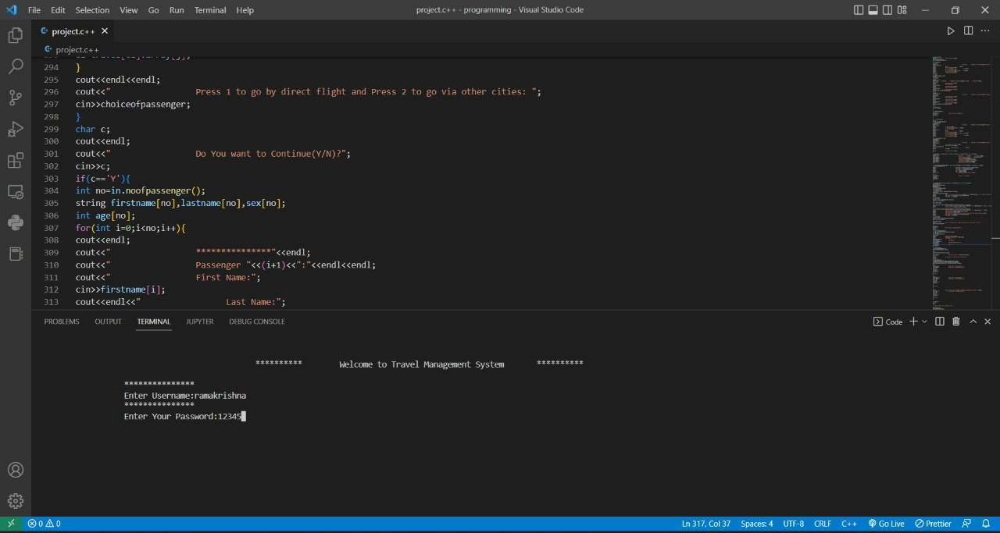 File Edit Selection View Go Run Terminal Help project.c++ - programming - Visual Studio Code
project.c++
project.c++
294 }
295 cout<<endl<<endl;
296 cout<<" Press 1 to go by direct flight and Press 2 to go via other cities: ";
297 cin>>choiceofpassenger;
298 }
299 char c;
300 cout<<endl;
301 cout<<" Do You want to Continue(Y/N)?";
302 cin>>c;
303 if(c=='Y'){
304 int no=in.noofpassenger();
305 string firstname[no],lastname[no],sex[no];
306 int age[no];
307 for(int i=0;i<no;i++){
308 cout<<endl;
309 cout<<" ***************"<<endl;
310 cout<<" Passenger "<<(i+1)<<":"<<endl<<endl;
311 cout<<" First Name:";
312 cin>>firstname[i];
313 cout<<endl<<" Last Name:";
PROBLEMS OUTPUT TERMINAL JUPYTER DEBUG CONSOLE Code
********** Welcome to Travel Management System **********
***************
Enter Username:ramakrishna
***************
Enter Your Password:12345
0 0 Ln 317, Col 37 Spaces: 4 UTF-8 CRLF C++ Go Live Prettier